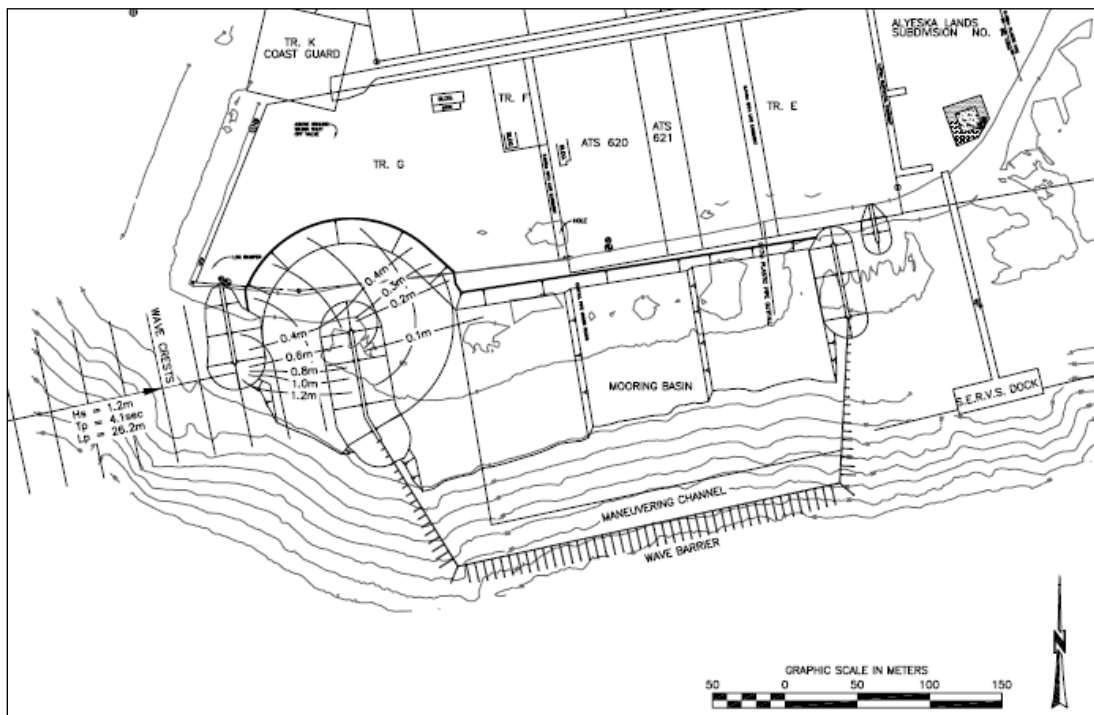 TR. K
COAST GUARD
ALYESKA LANDS
SUBDIVISION NO.
BLDG.
TR. F
TR. G
ATS 620
ATS
621
TR. E
0.4m
0.3m
0.2m
0.1m
0.4m
0.6m
0.8m
1.0m
1.2m
WAVE CRESTS
Hs = 1.2m
Tp = 4.1sec
Lp = 26.2m
MOORING BASIN
S.E.R.V.S. DOCK
MANEUVERING CHANNEL
WAVE BARRIER
N
GRAPHIC SCALE IN METERS
50 0 50 100 150